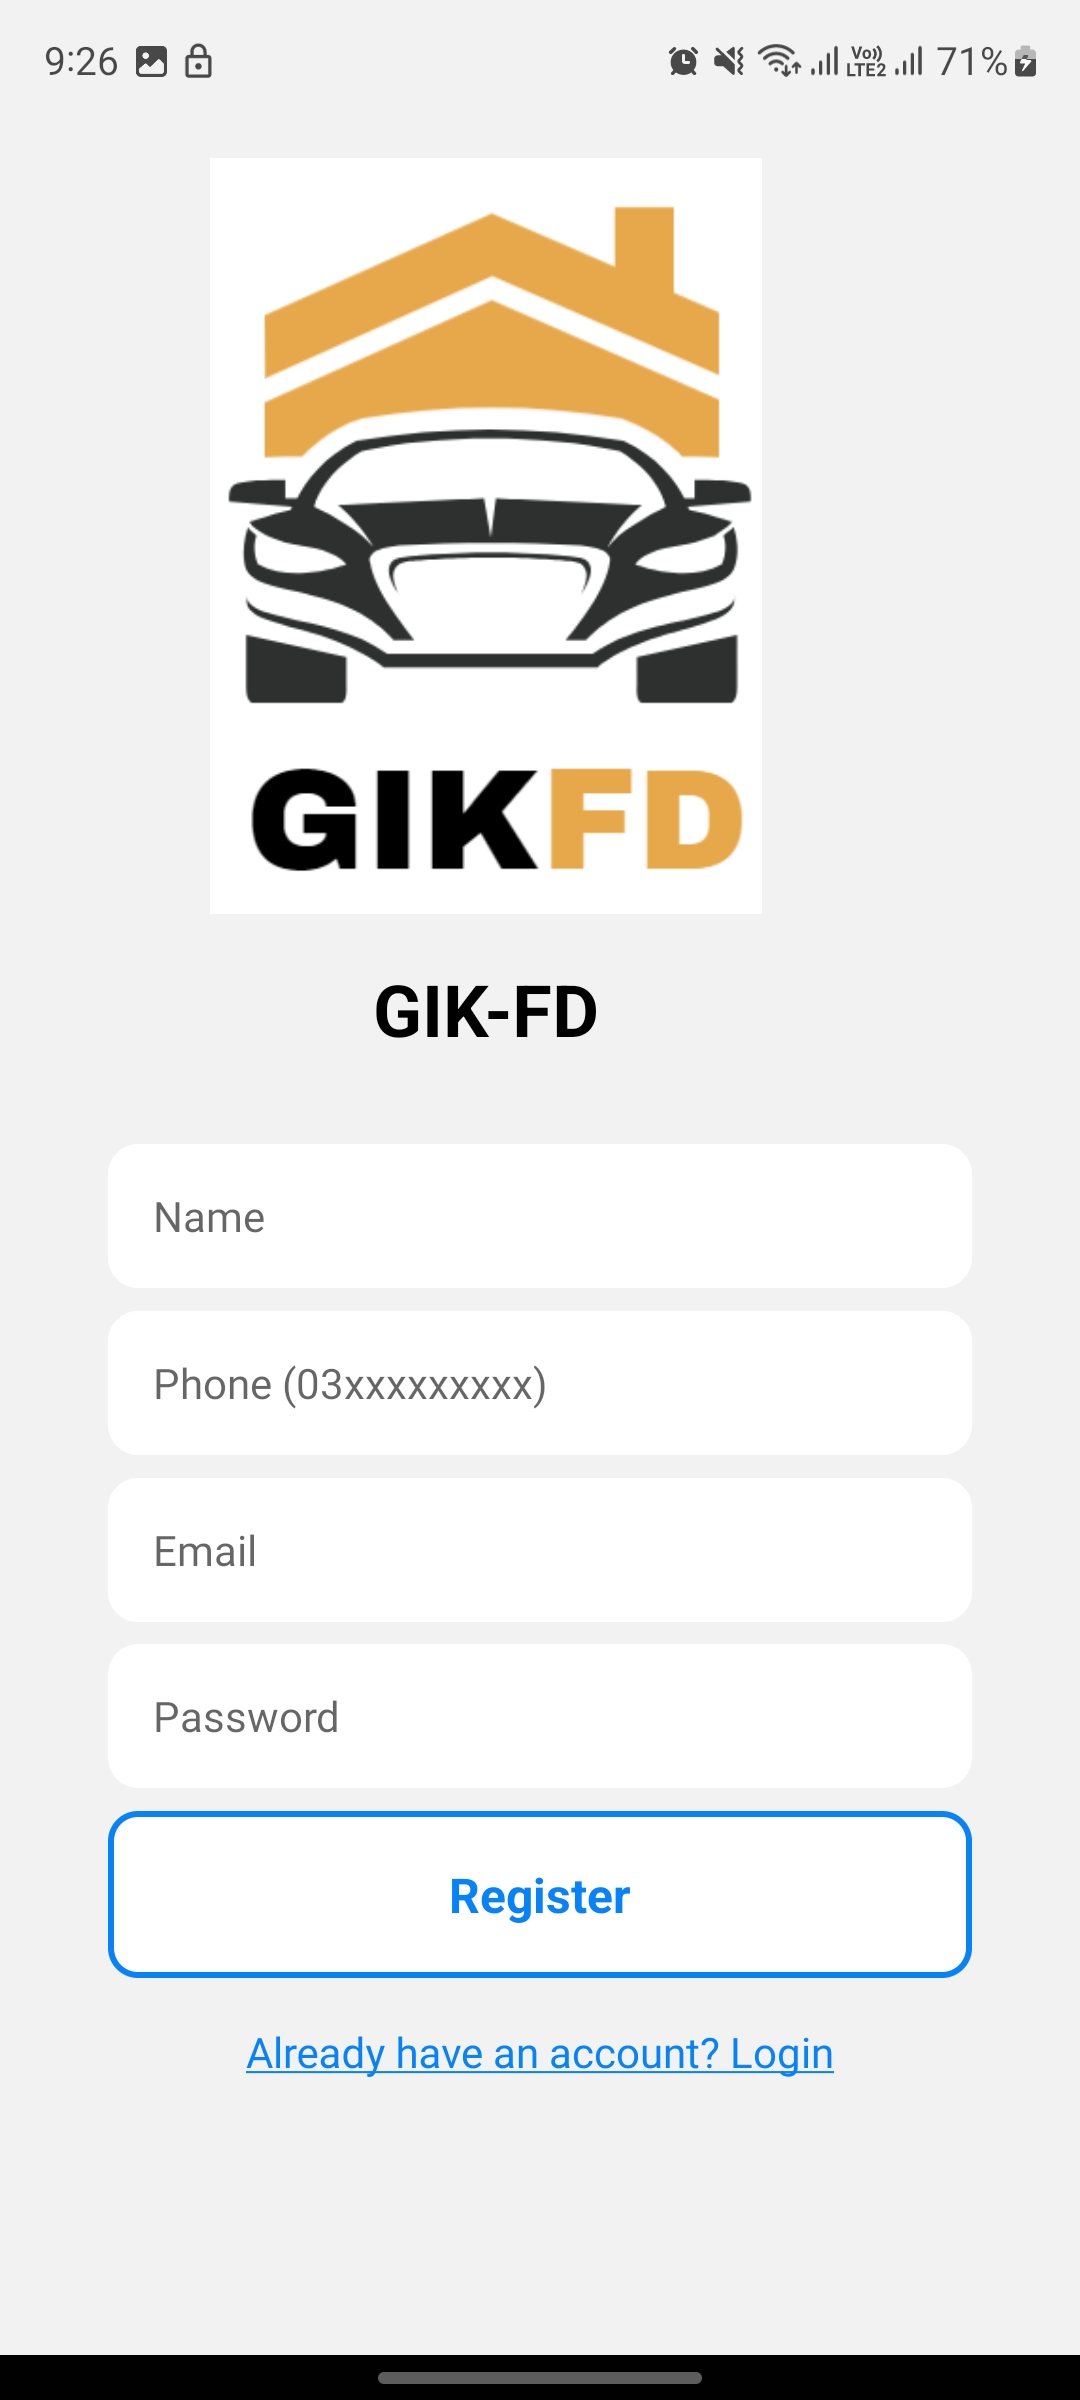 9:26 Vo)) LTE2 71%
GIKFD
GIK-FD
Name
Phone (03xxxxxxxxx)
Email
Password
Register
Already have an account? Login